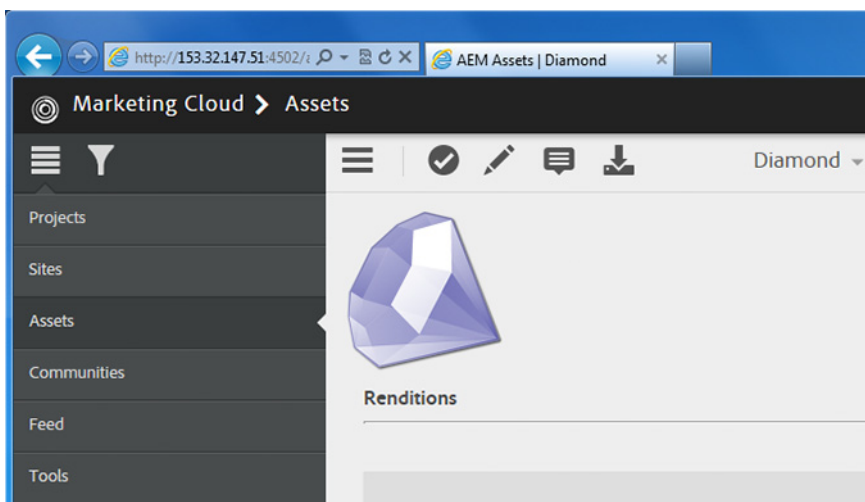 http://153.32.147.51:4502/
AEM Assets | Diamond
Marketing Cloud > Assets
Diamond
Projects
Sites
Assets
Communities
Feed
Tools
Renditions